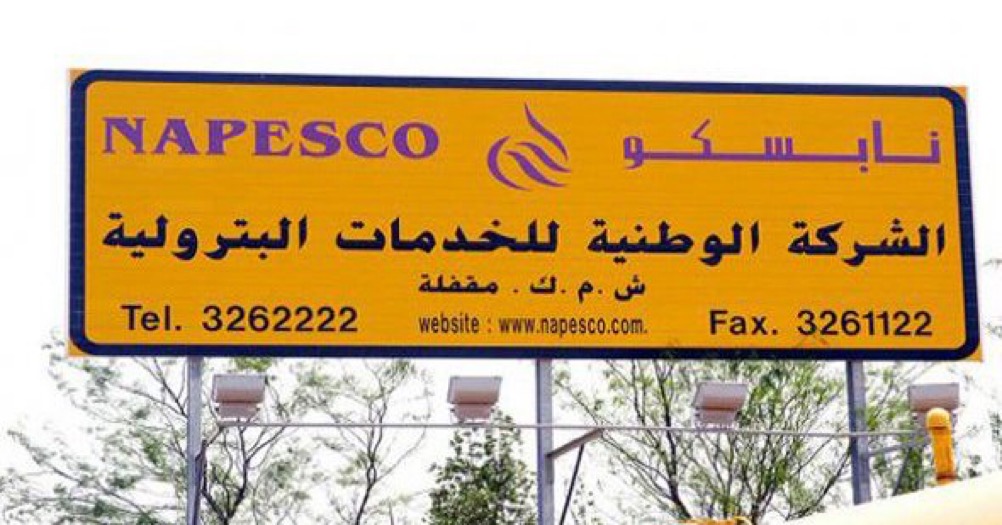 NAPESCO نابسكو
الشركة الوطنية للخدمات البترولية
ش.م.ك. مقفلة
Tel. 3262222 website : www.napesco.com. Fax. 3261122